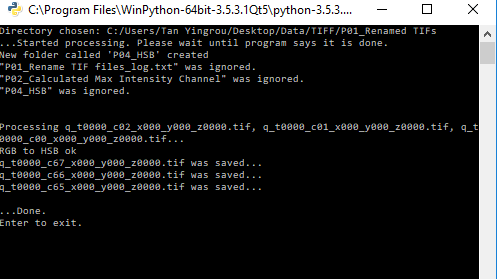 C:\Program Files\WinPython-64bit-3.5.3.1Qt5\python-3.5.3....
Directory chosen: C:/Users/Tan Yingrou/Desktop/Data/TIFF/P01_Renamed TIFs
...Started processing. Please wait until program says it is done.
New folder called 'P04_HSB' created
"P01_Rename TIF files_log.txt" was ignored.
"P02_Calculated Max Intensity Channel" was ignored.
"P04_HSB" was ignored.
Processing q_t0000_c02_x000_y000_z0000.tif, q_t0000_c01_x000_y000_z0000.tif, q_t
0000_c00_x000_y000_z0000.tif...
RGB to HSB ok
q_t0000_c67_x000_y000_z0000.tif was saved...
q_t0000_c66_x000_y000_z0000.tif was saved...
q_t0000_c65_x000_y000_z0000.tif was saved...
...Done.
Enter to exit.